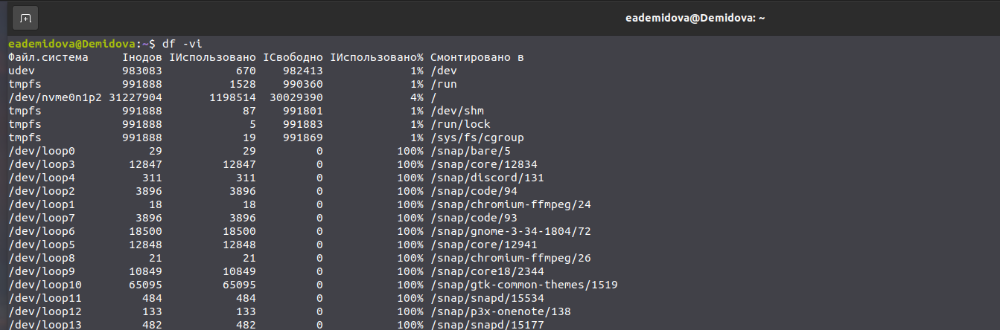 eademidova@Demidova: ~
eademidova@Demidova:~$ df -vi
Файл.система     Iнодов IИспользовано IСвободно IИспользовано% Смонтировано в
udev             983083           670    982413             1% /dev
tmpfs            991888          1528    990360             1% /run
/dev/nvme0n1p2 31227904       1198514  30029390             4% /
tmpfs            991888            87    991801             1% /dev/shm
tmpfs            991888             5    991883             1% /run/lock
tmpfs            991888            19    991869             1% /sys/fs/cgroup
/dev/loop0           29            29         0           100% /snap/bare/5
/dev/loop3        12847         12847         0           100% /snap/core/12834
/dev/loop4          311           311         0           100% /snap/discord/131
/dev/loop2         3896          3896         0           100% /snap/code/94
/dev/loop1           18            18         0           100% /snap/chromium-ffmpeg/24
/dev/loop7         3896          3896         0           100% /snap/code/93
/dev/loop6        18500         18500         0           100% /snap/gnome-3-34-1804/72
/dev/loop5        12848         12848         0           100% /snap/core/12941
/dev/loop8           21            21         0           100% /snap/chromium-ffmpeg/26
/dev/loop9        10849         10849         0           100% /snap/core18/2344
/dev/loop10       65095         65095         0           100% /snap/gtk-common-themes/1519
/dev/loop11         484           484         0           100% /snap/snapd/15534
/dev/loop12         133           133         0           100% /snap/p3x-onenote/138
/dev/loop13         482           482         0           100% /snap/snapd/15177